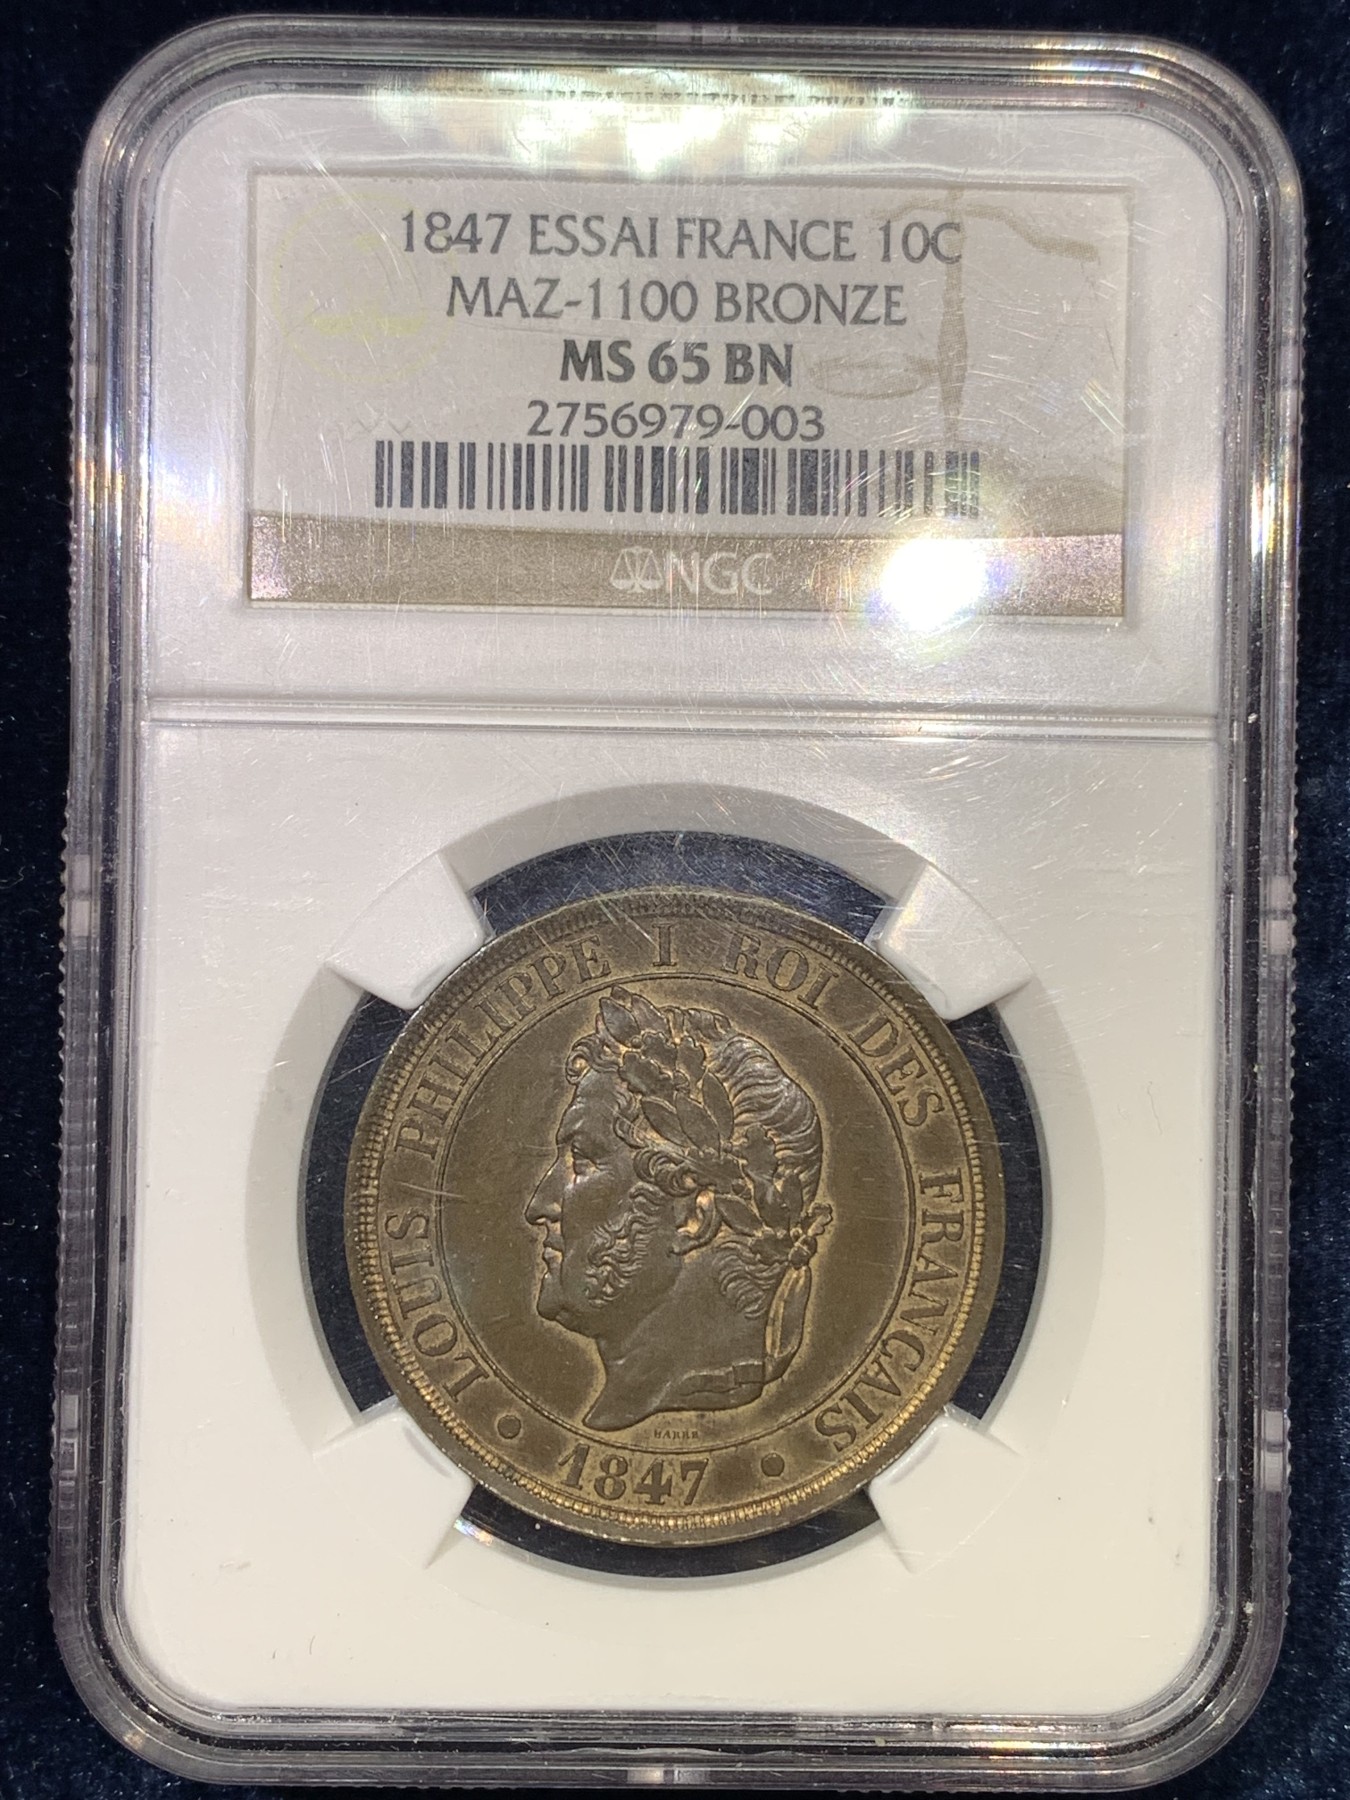 1847 ESSAI FRANCE 10C
MAZ-1100 BRONZE
MS 65 BN
2756979-003
NGC
LOUIS PHILIPPE I ROI DES FRANÇAIS
BARRE
• 1847 •